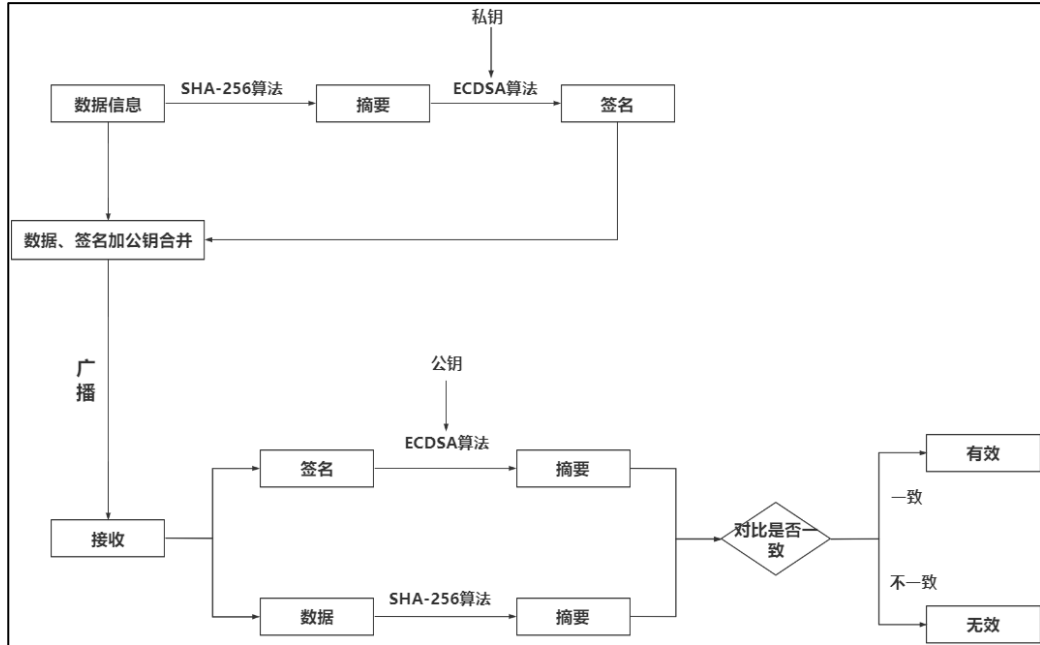 私钥
SHA-256算法
ECDSA算法
数据信息
摘要
签名
数据、签名加公钥合并
广
播
公钥
ECDSA算法
签名
摘要
有效
一致
接收
对比是否一
致
不一致
SHA-256算法
数据
摘要
无效